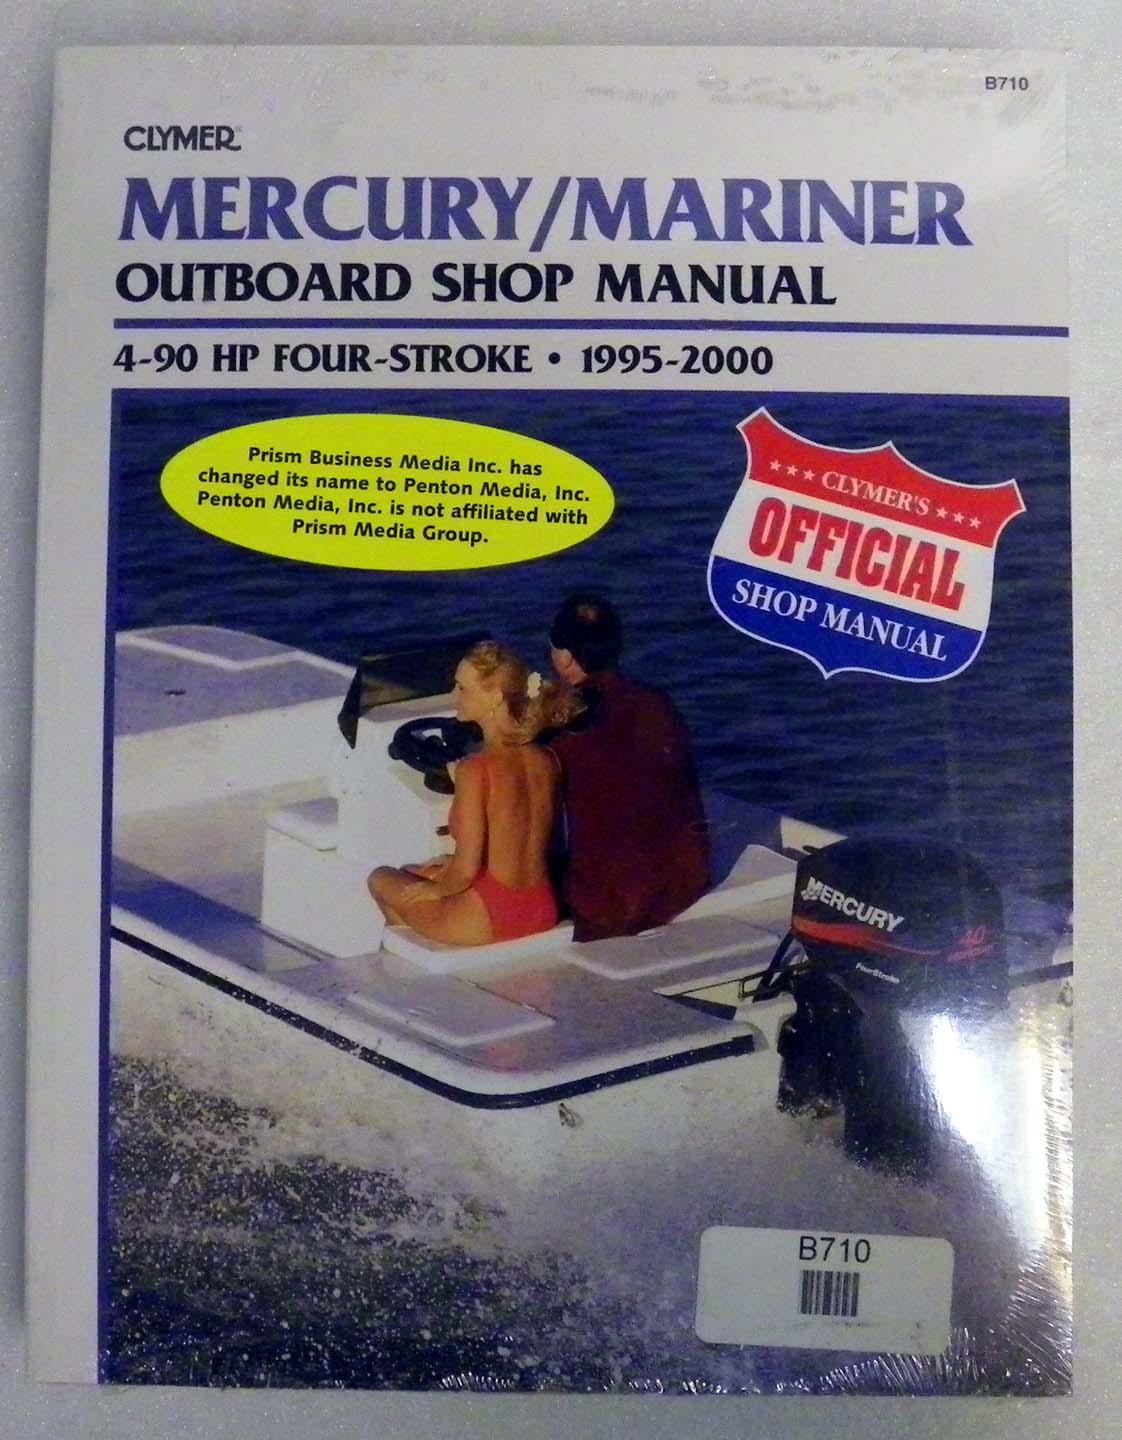 B710
CLYMER
MERCURY/MARINER
OUTBOARD SHOP MANUAL
4-90 HP FOUR-STROKE • 1995-2000
Prism Business Media Inc. has
changed its name to Penton Media, Inc.
Penton Media, Inc. is not affiliated with
Prism Media Group.
★★★ CLYMER'S ★★★
OFFICIAL
SHOP MANUAL
MERCURY
40
FourStroke
B710